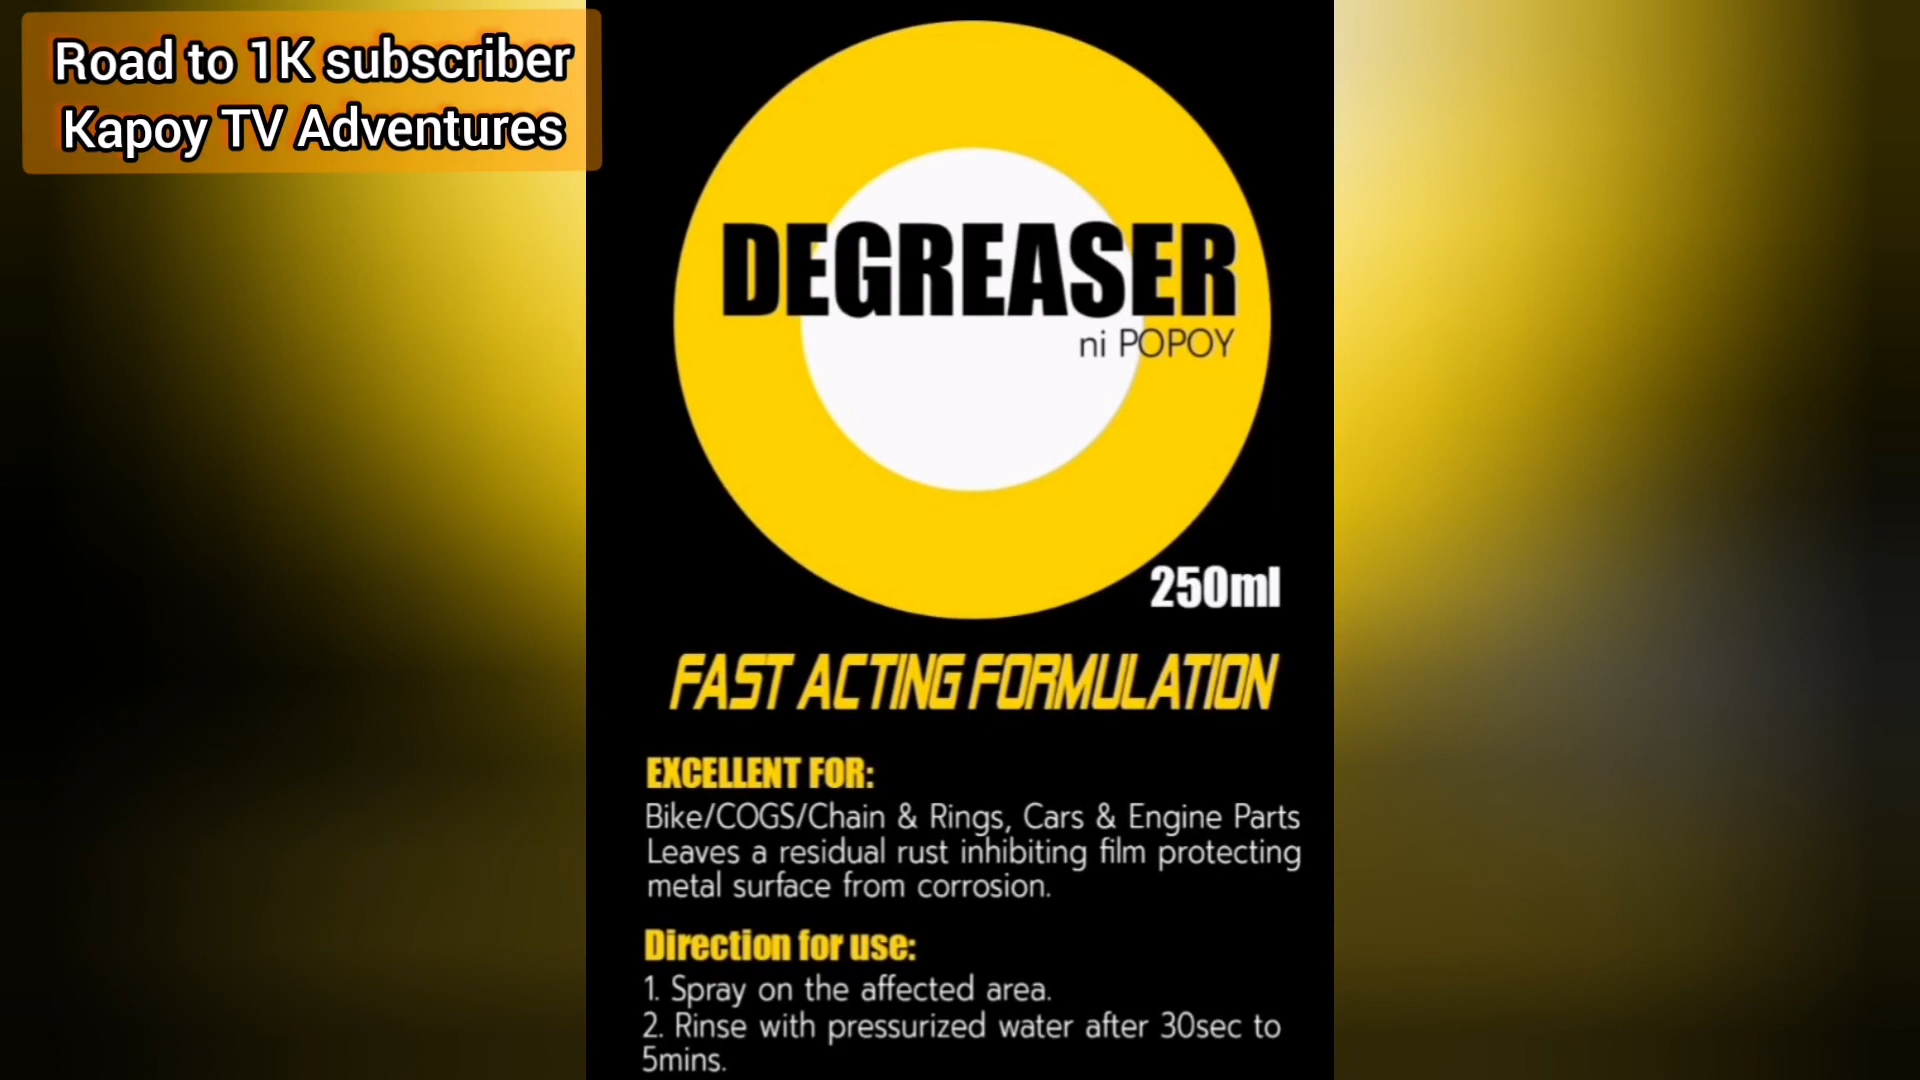 Road to 1K subscriber
Kapoy TV Adventures
DEGREASER
ni POPOY
250ml
FAST ACTING FORMULATION
EXCELLENT FOR:
Bike/COGS/Chain & Rings, Cars & Engine Parts
Leaves a residual rust inhibiting film protecting
metal surface from corrosion.
Direction for use:
1. Spray on the affected area.
2. Rinse with pressurized water after 30sec to
5mins.